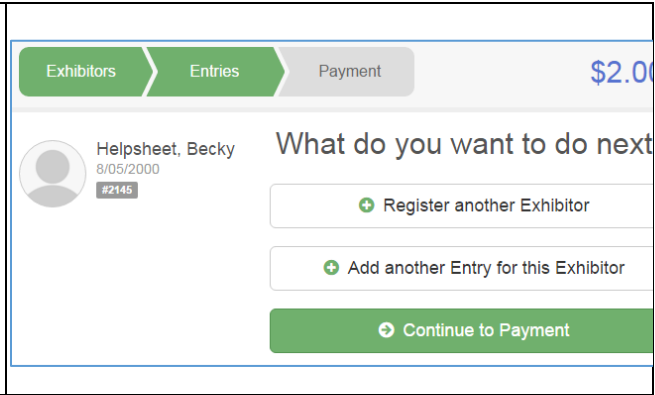 Exhibitors Entries Payment $2.00
Helpsheet, Becky
8/05/2000
#2145
What do you want to do next
Register another Exhibitor
Add another Entry for this Exhibitor
Continue to Payment